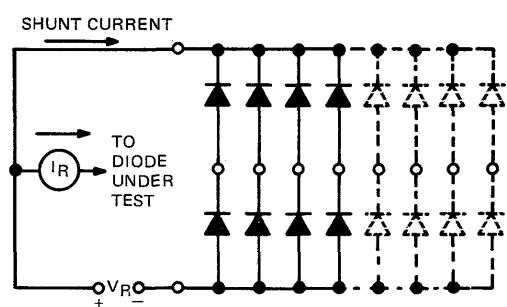 SHUNT CURRENT
TO
DIODE
UNDER
TEST
IR
VR
+ −